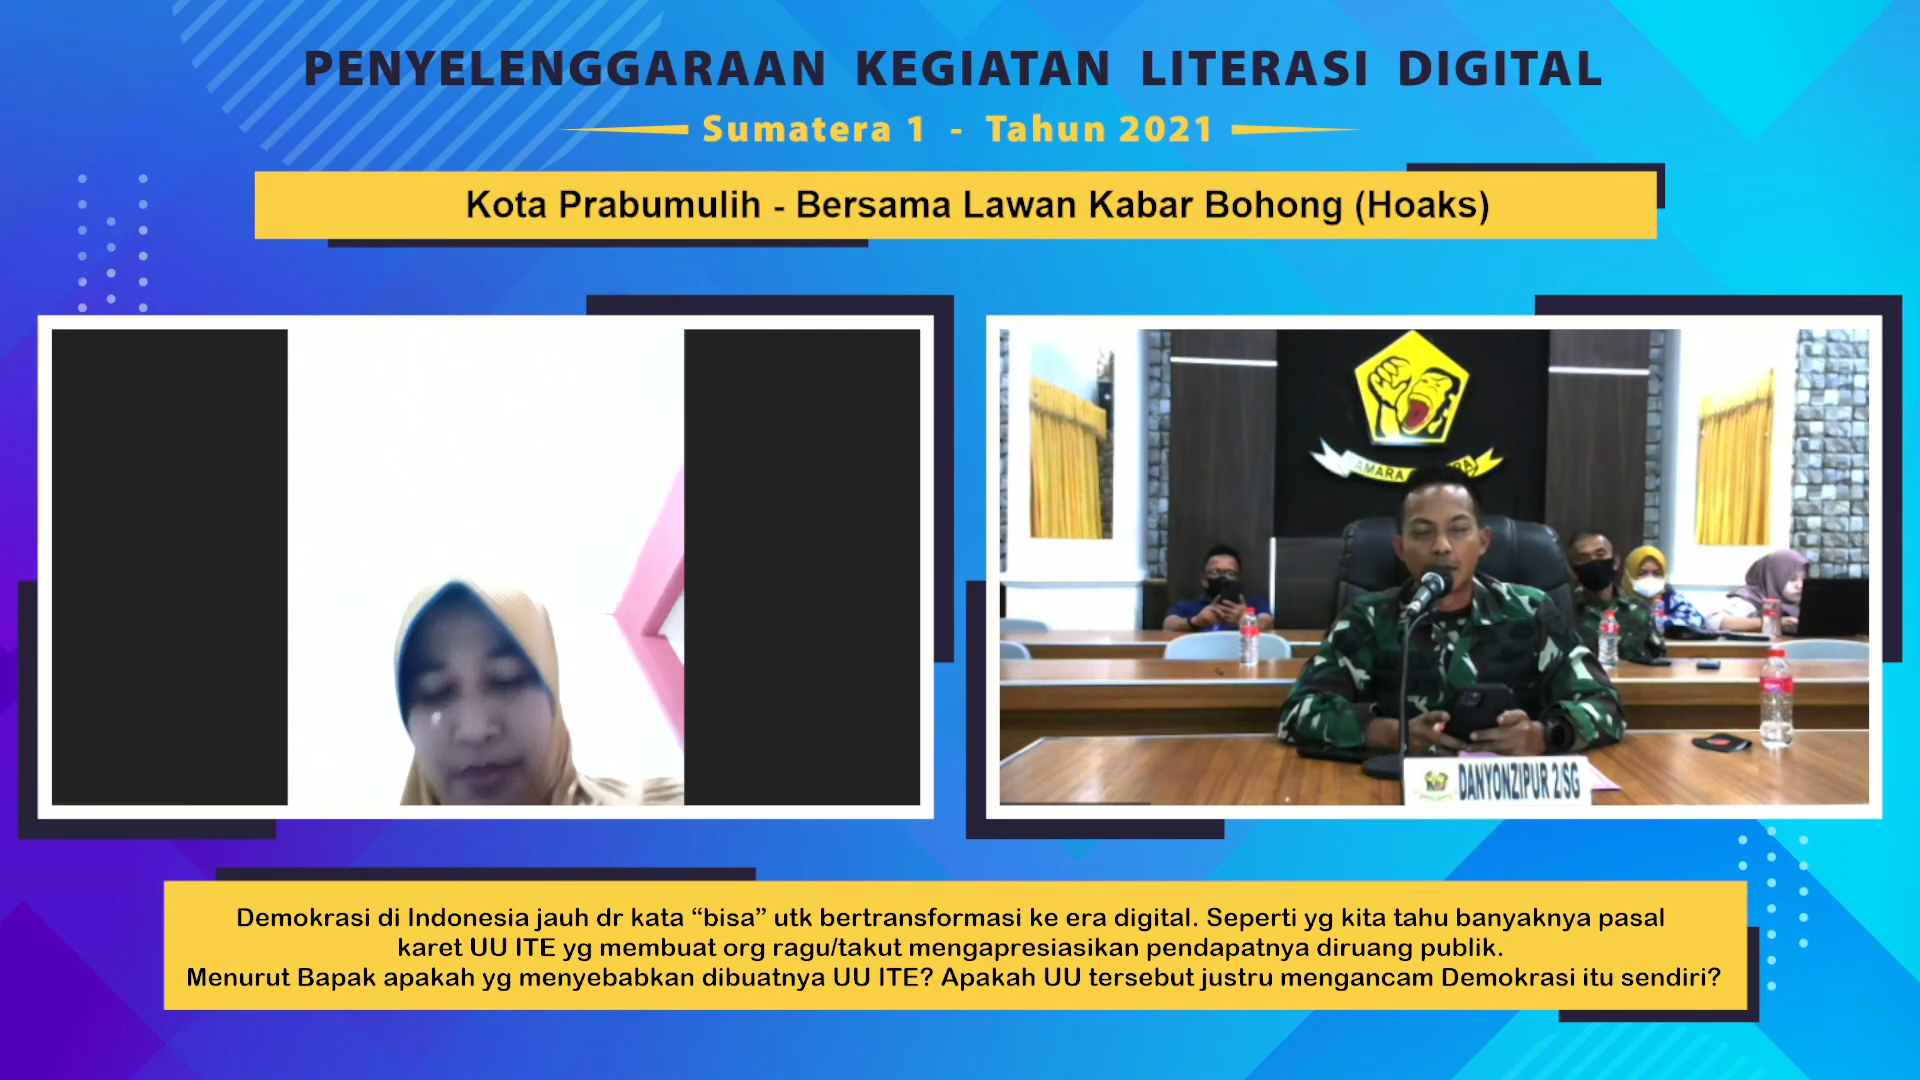 PENYELENGGARAAN KEGIATAN LITERASI DIGITAL
Sumatera 1 - Tahun 2021
Kota Prabumulih - Bersama Lawan Kabar Bohong (Hoaks)
DANYONZIPUR 2/SG
Demokrasi di Indonesia jauh dr kata “bisa” utk bertransformasi ke era digital. Seperti yg kita tahu banyaknya pasal
karet UU ITE yg membuat org ragu/takut mengapresiasikan pendapatnya diruang publik.
Menurut Bapak apakah yg menyebabkan dibuatnya UU ITE? Apakah UU tersebut justru mengancam Demokrasi itu sendiri?